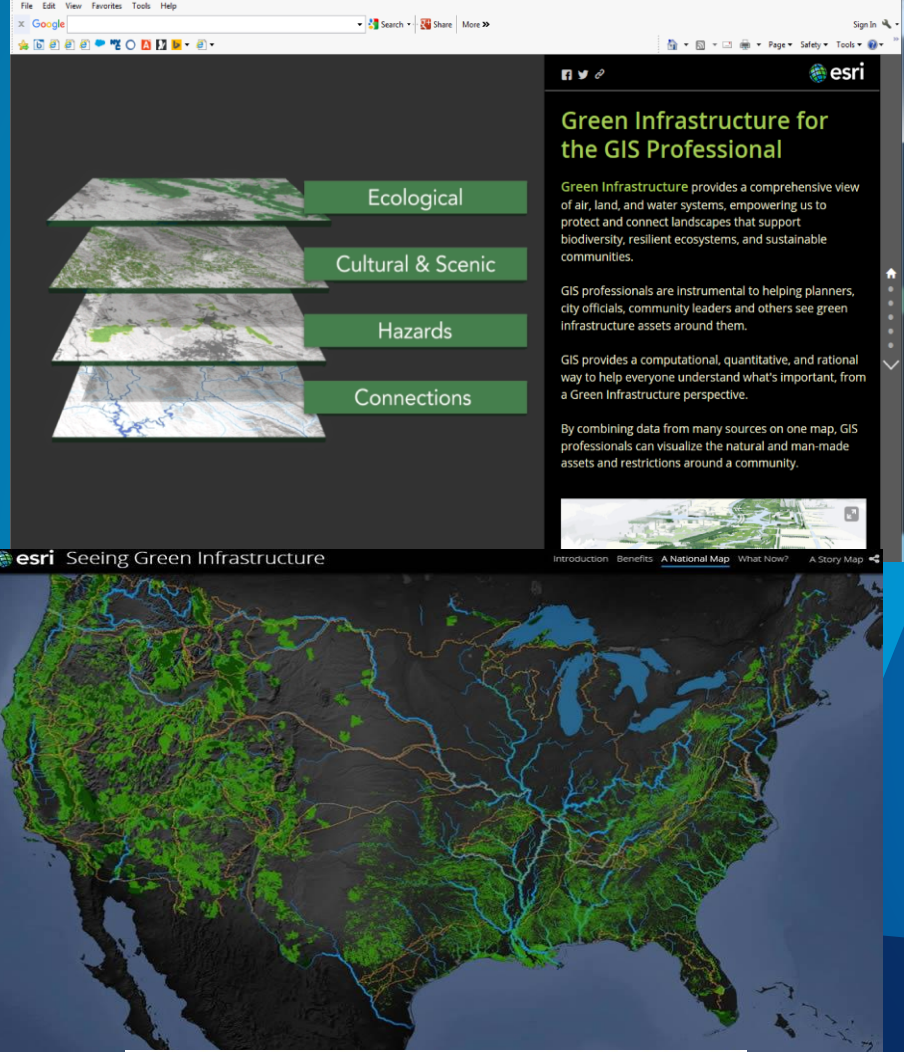 File Edit View Favorites Tools Help
x Google Search Share More » Sign In
Page Safety Tools
esri
Green Infrastructure for
the GIS Professional
Green Infrastructure provides a comprehensive view
of air, land, and water systems, empowering us to
protect and connect landscapes that support
biodiversity, resilient ecosystems, and sustainable
communities.
GIS professionals are instrumental to helping planners,
city officials, community leaders and others see green
infrastructure assets around them.
GIS provides a computational, quantitative, and rational
way to help everyone understand what's important, from
a Green Infrastructure perspective.
By combining data from many sources on one map, GIS
professionals can visualize the natural and man-made
assets and restrictions around a community.
Ecological
Cultural & Scenic
Hazards
Connections
esri Seeing Green Infrastructure
Introduction Benefits A National Map What Now? A Story Map